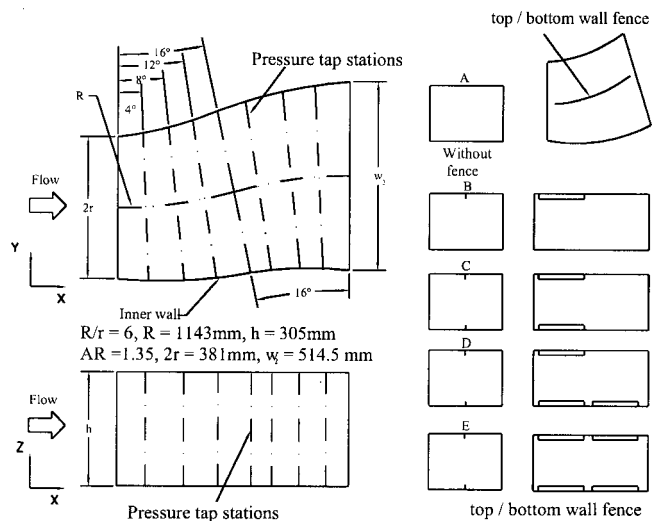 top / bottom wall fence
16°
12°
8°
4°
Pressure tap stations
R
A
Without
fence
Flow
2r
w₂
B
Y
X
C
16°
Inner wall
R/r = 6, R = 1143mm, h = 305mm
AR =1.35, 2r = 381mm, w₂ = 514.5 mm
D
Flow
h
Z
X
E
Pressure tap stations
top / bottom wall fence